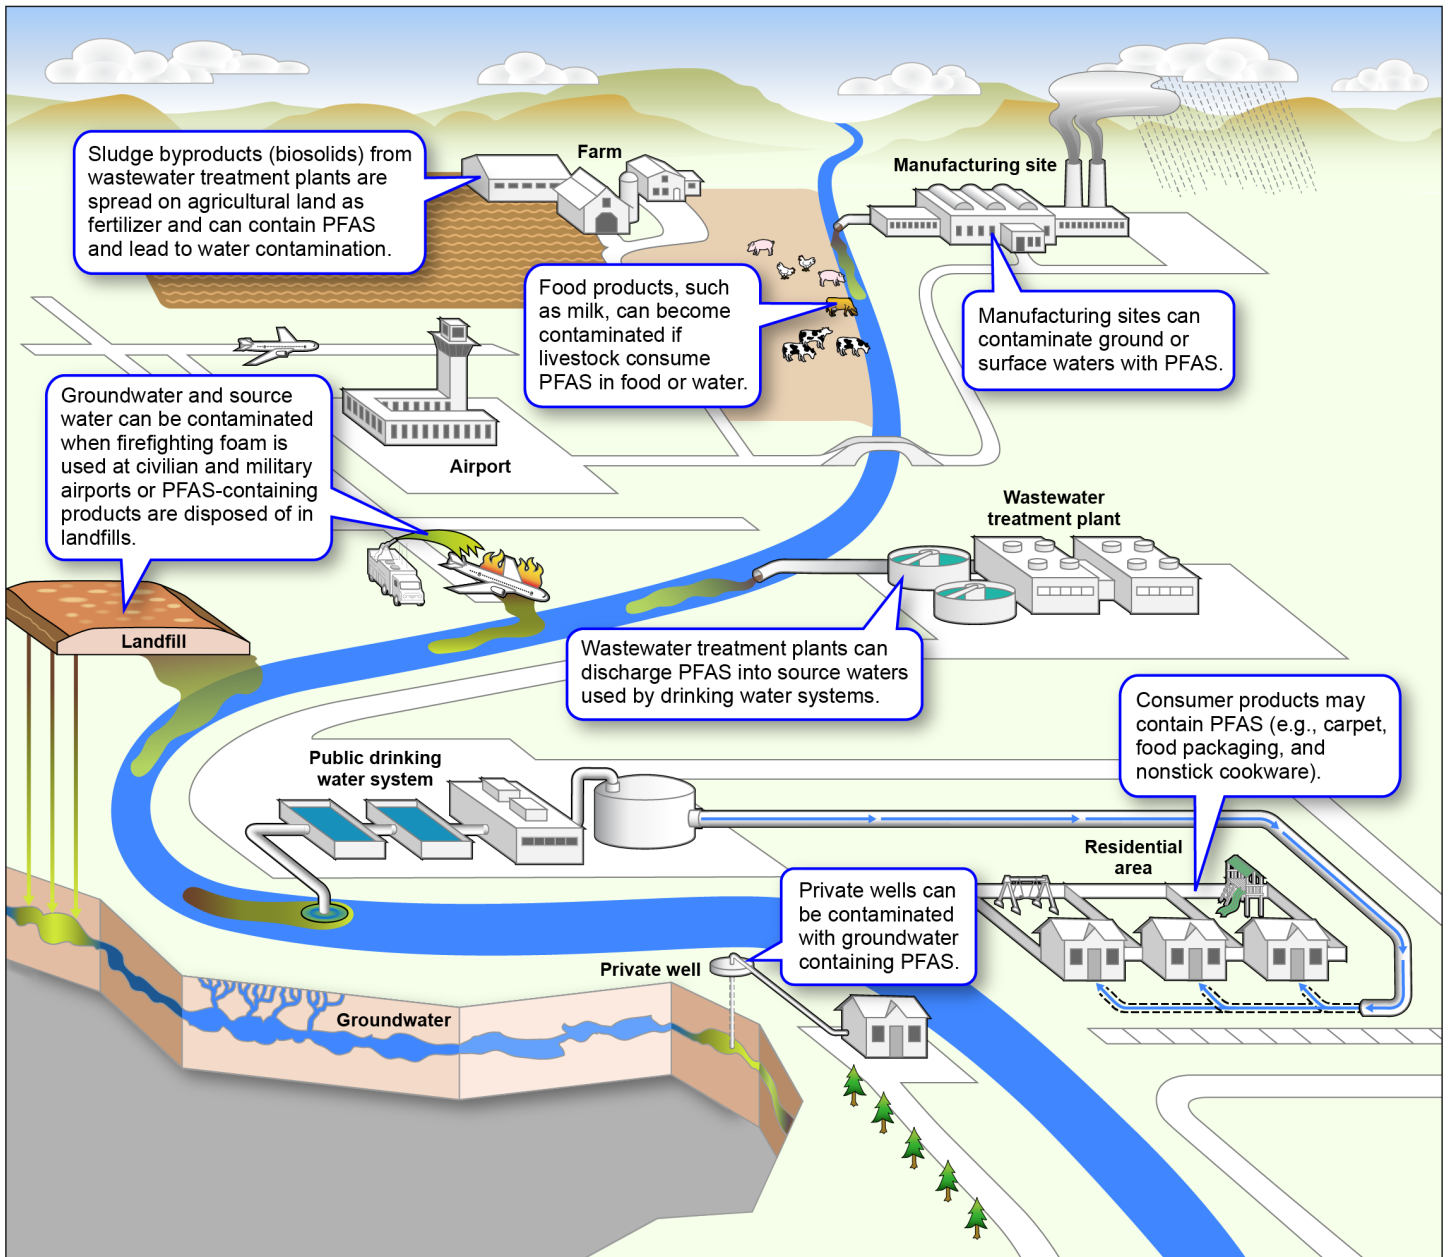 Sludge byproducts (biosolids) from
wastewater treatment plants are
spread on agricultural land as
fertilizer and can contain PFAS
and lead to water contamination.
Farm
Manufacturing site
Food products, such
as milk, can become
contaminated if
livestock consume
PFAS in food or water.
Manufacturing sites can
contaminate ground or
surface waters with PFAS.
Groundwater and source
water can be contaminated
when firefighting foam is
used at civilian and military
airports or PFAS-containing
products are disposed of in
landfills.
Airport
Wastewater
treatment plant
Landfill
Wastewater treatment plants can
discharge PFAS into source waters
used by drinking water systems.
Consumer products may
contain PFAS (e.g., carpet,
food packaging, and
nonstick cookware).
Public drinking
water system
Residential
area
Private wells can
be contaminated
with groundwater
containing PFAS.
Private well
Groundwater